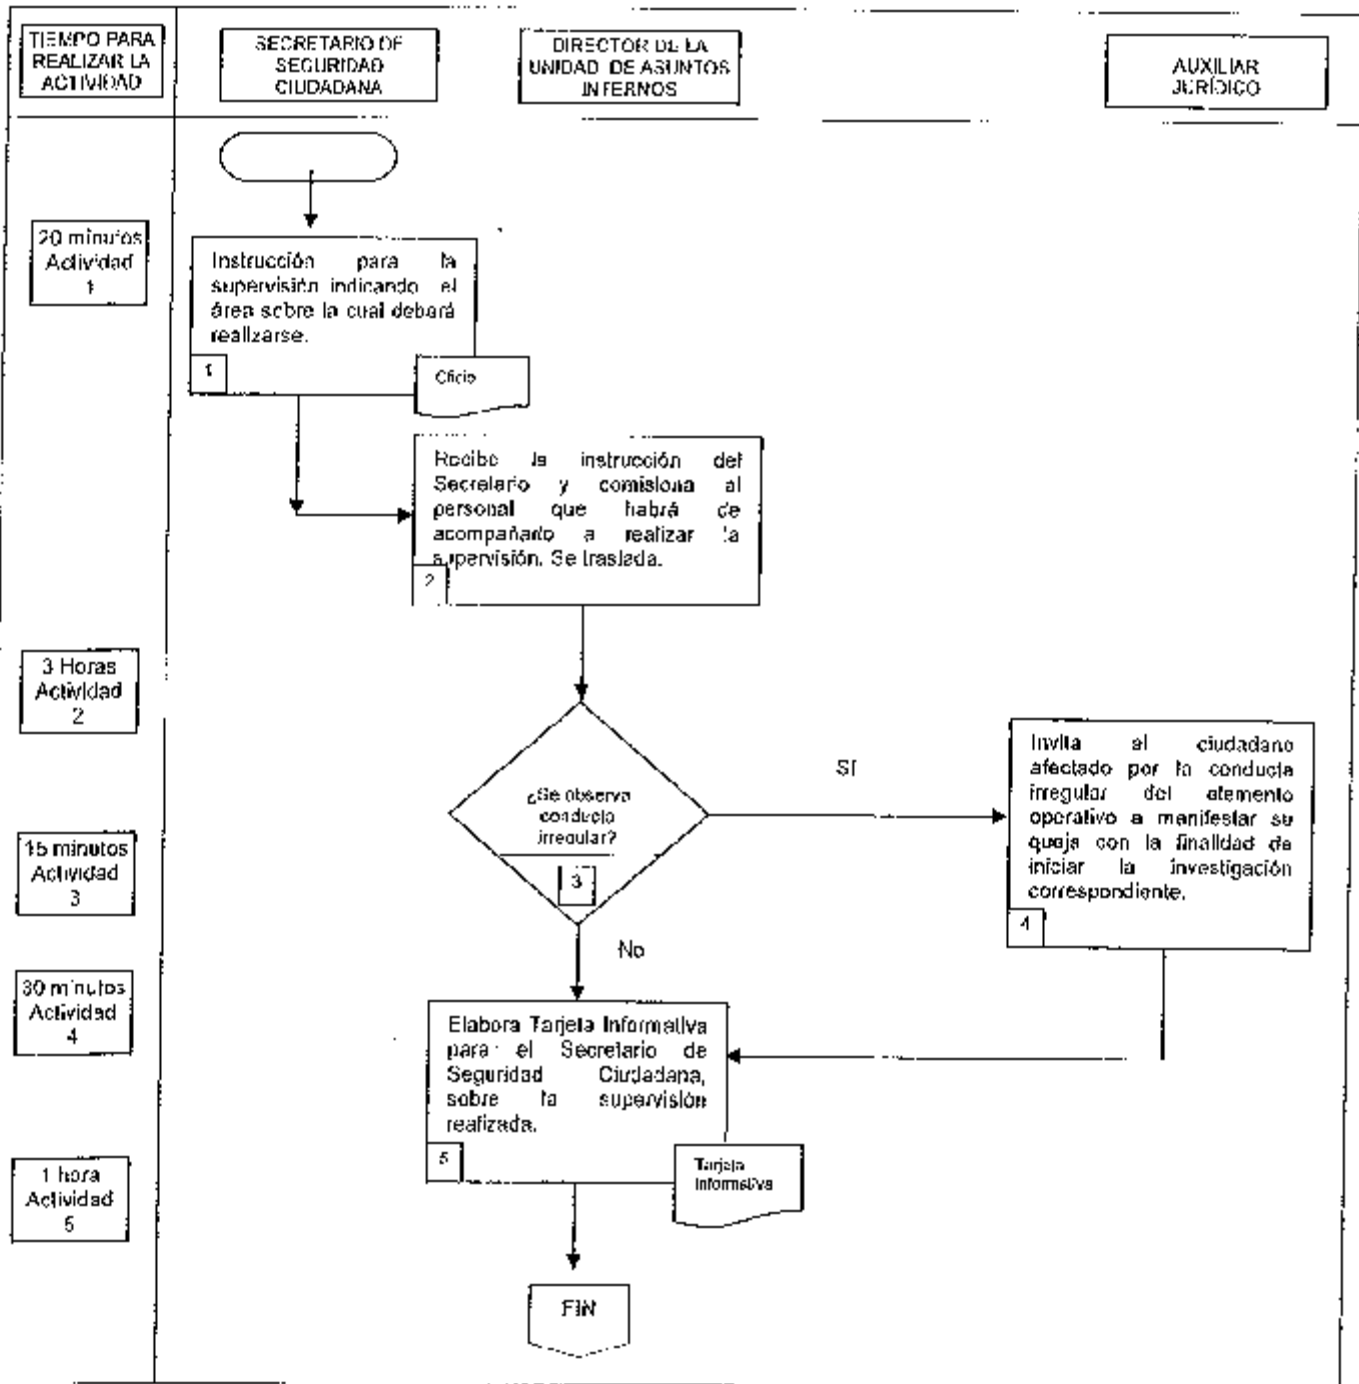 TIEMPO PARA
REALIZAR LA
ACTIVIDAD
SECRETARIO DE
SEGURIDAD
CIUDADANA
DIRECTOR DE LA
UNIDAD DE ASUNTOS
INTERNOS
AUXILIAR
JURÍDICO
20 minutos
Actividad
1
Instrucción para la
supervisión indicando el
área sobre la cual deberá
realizarse.
1
Oficio
Recibe la instrucción del
Secretario y comisiona al
personal que habrá de
acompañado a realizar la
supervisión. Se traslada.
2
3 Horas
Actividad
2
¿Se observa
conducta
irregular?
3
SI
Invita al ciudadano
afectado por la conducta
irregular del elemento
operativo a manifestar su
queja con la finalidad de
iniciar la investigación
correspondiente.
4
15 minutos
Actividad
3
No
30 minutos
Actividad
4
Elabora Tarjeta Informativa
para el Secretario de
Seguridad Ciudadana,
sobre la supervisión
realizada.
5
Tarjeta
Informativa
1 hora
Actividad
5
FIN